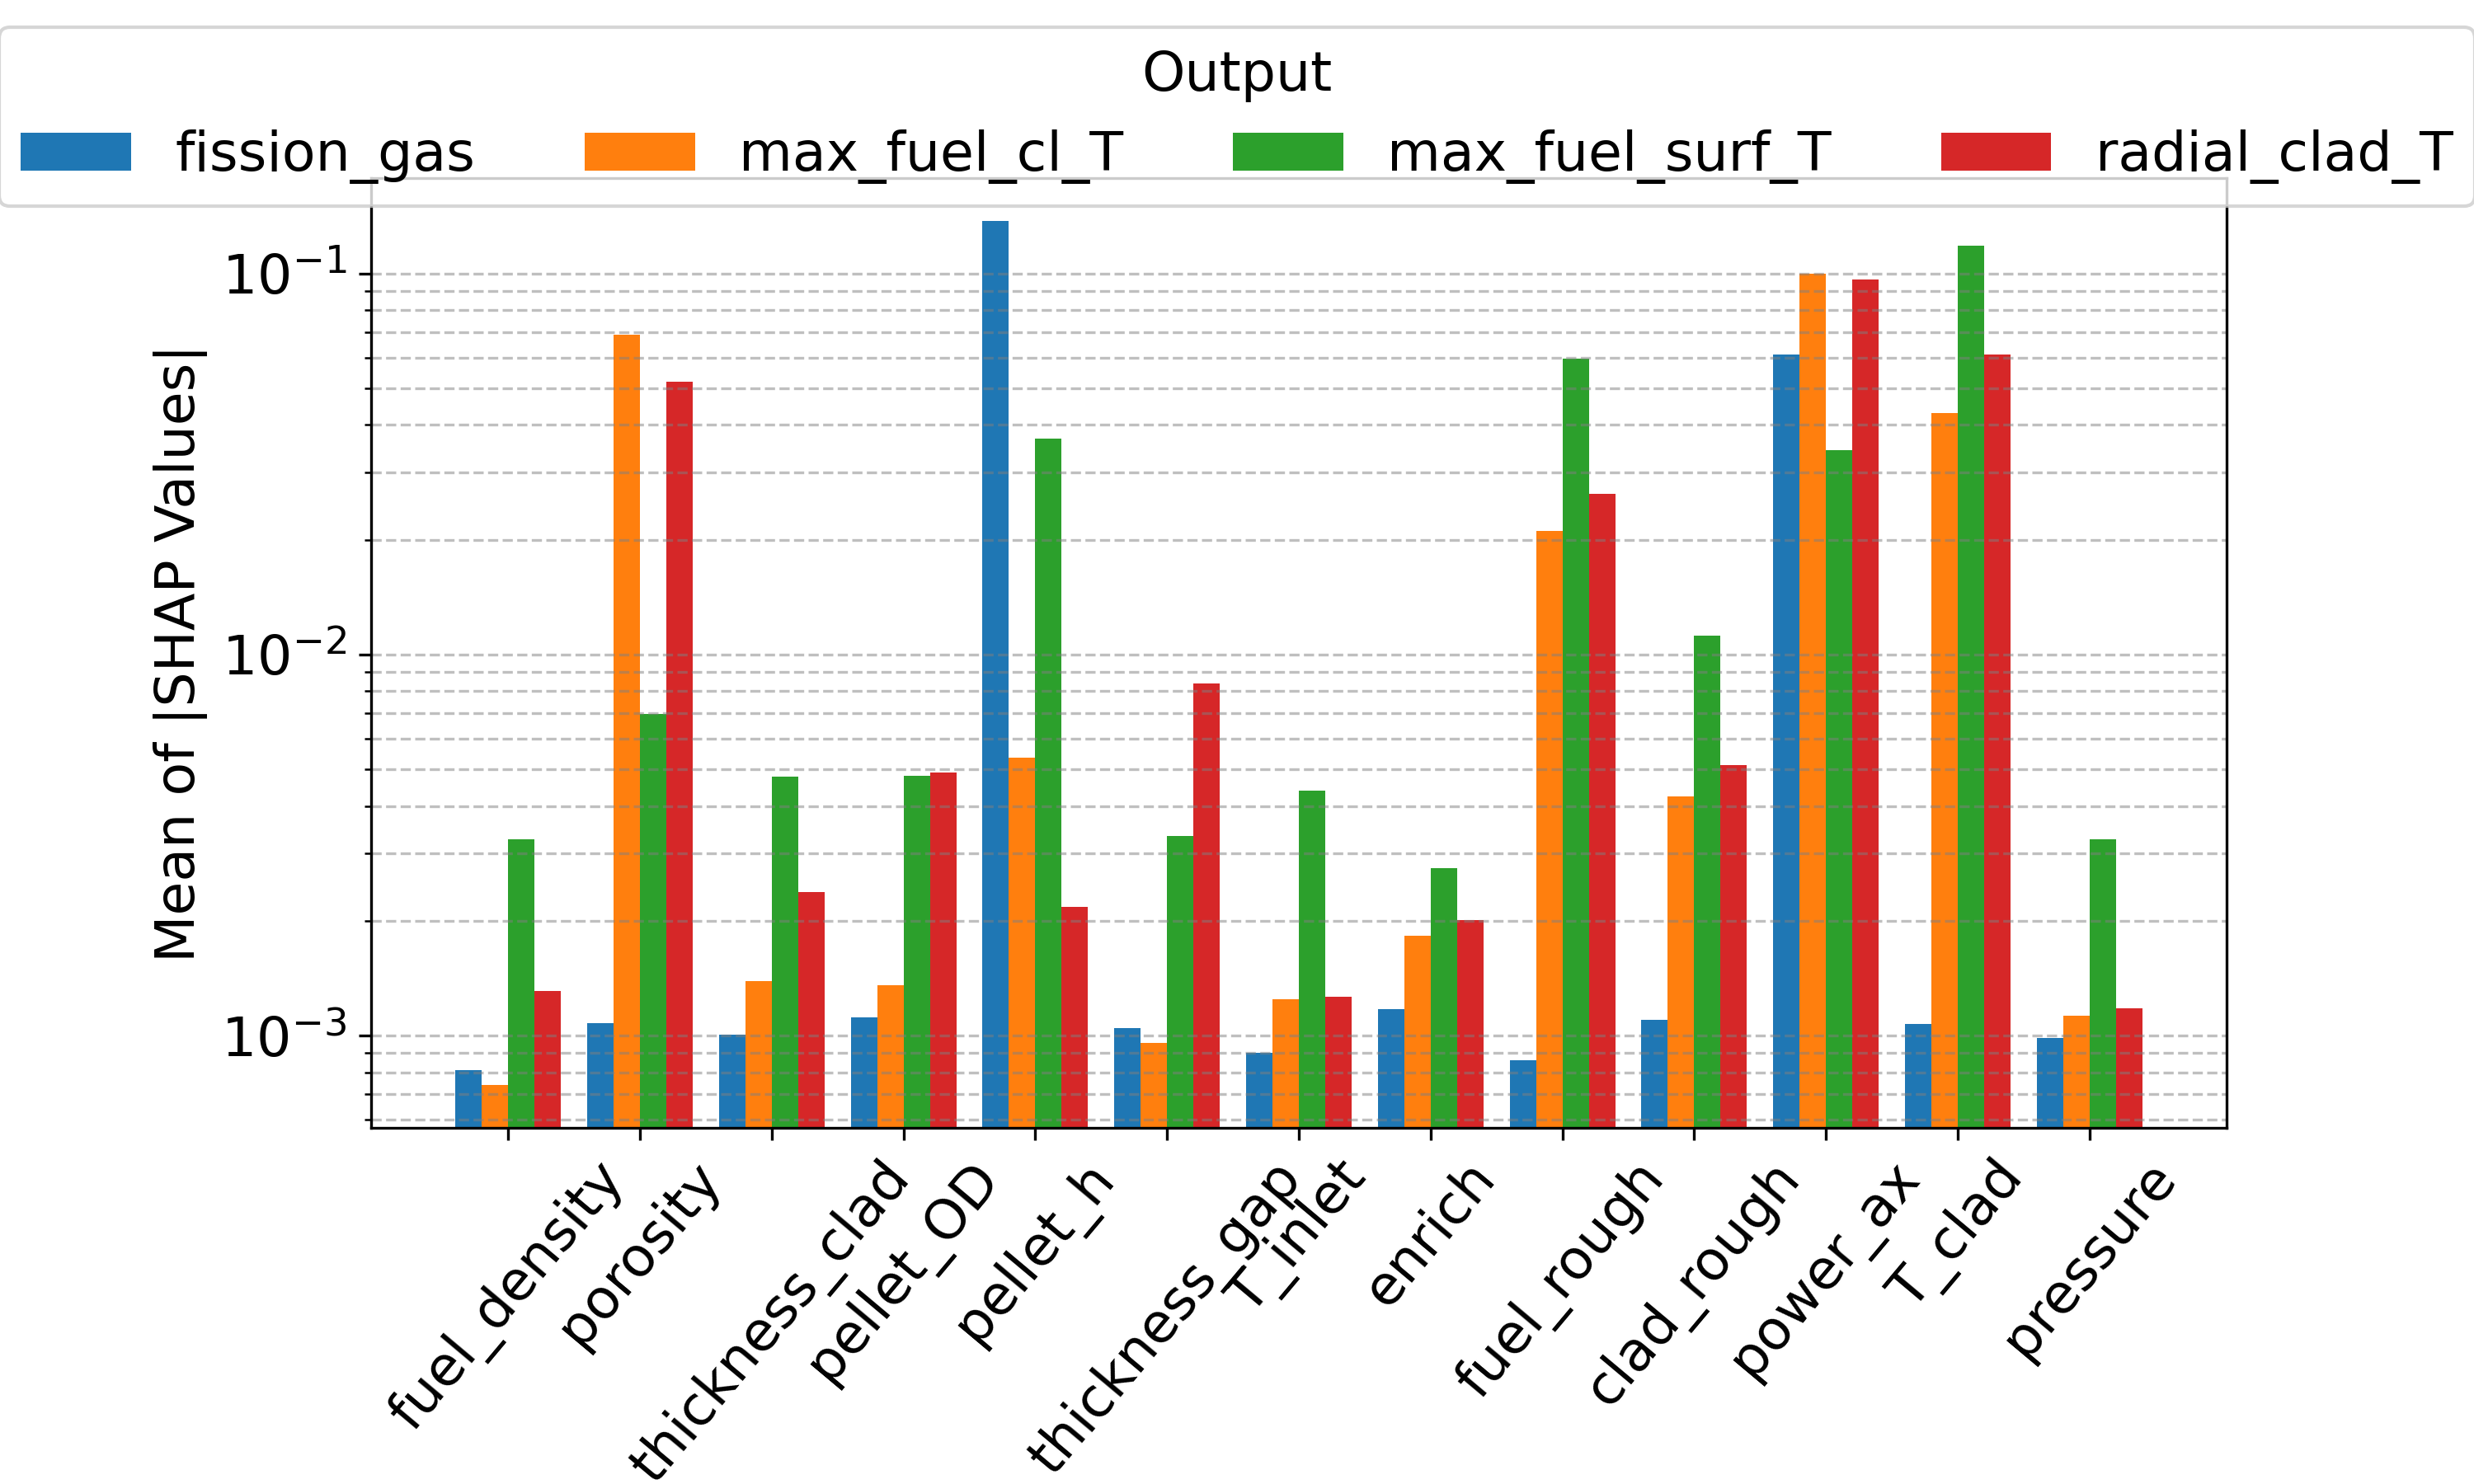 Output
fission_gas max_fuel_cl_T max_fuel_surf_T radial_clad_T
Mean of |SHAP Values|
10⁻¹
10⁻²
10⁻³
fuel_density
porosity
thickness_clad
pellet_OD
pellet_h
thickness_gap
T_inlet
enrich
fuel_rough
clad_rough
power_ax
T_clad
pressure